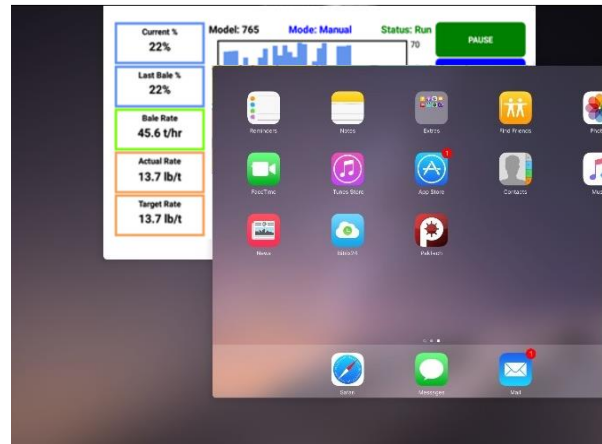 Current %
22%
Last Bale %
22%
Bale Rate
45.6 t/hr
Actual Rate
13.7 lb/t
Target Rate
13.7 lb/t
Model: 765
Mode: Manual
Status: Run
70
PAUSE
Reminders
Notes
Extras
Find Friends
FaceTime
iTunes Store
1
App Store
Contacts
News
Safari
Messages
1
Mail